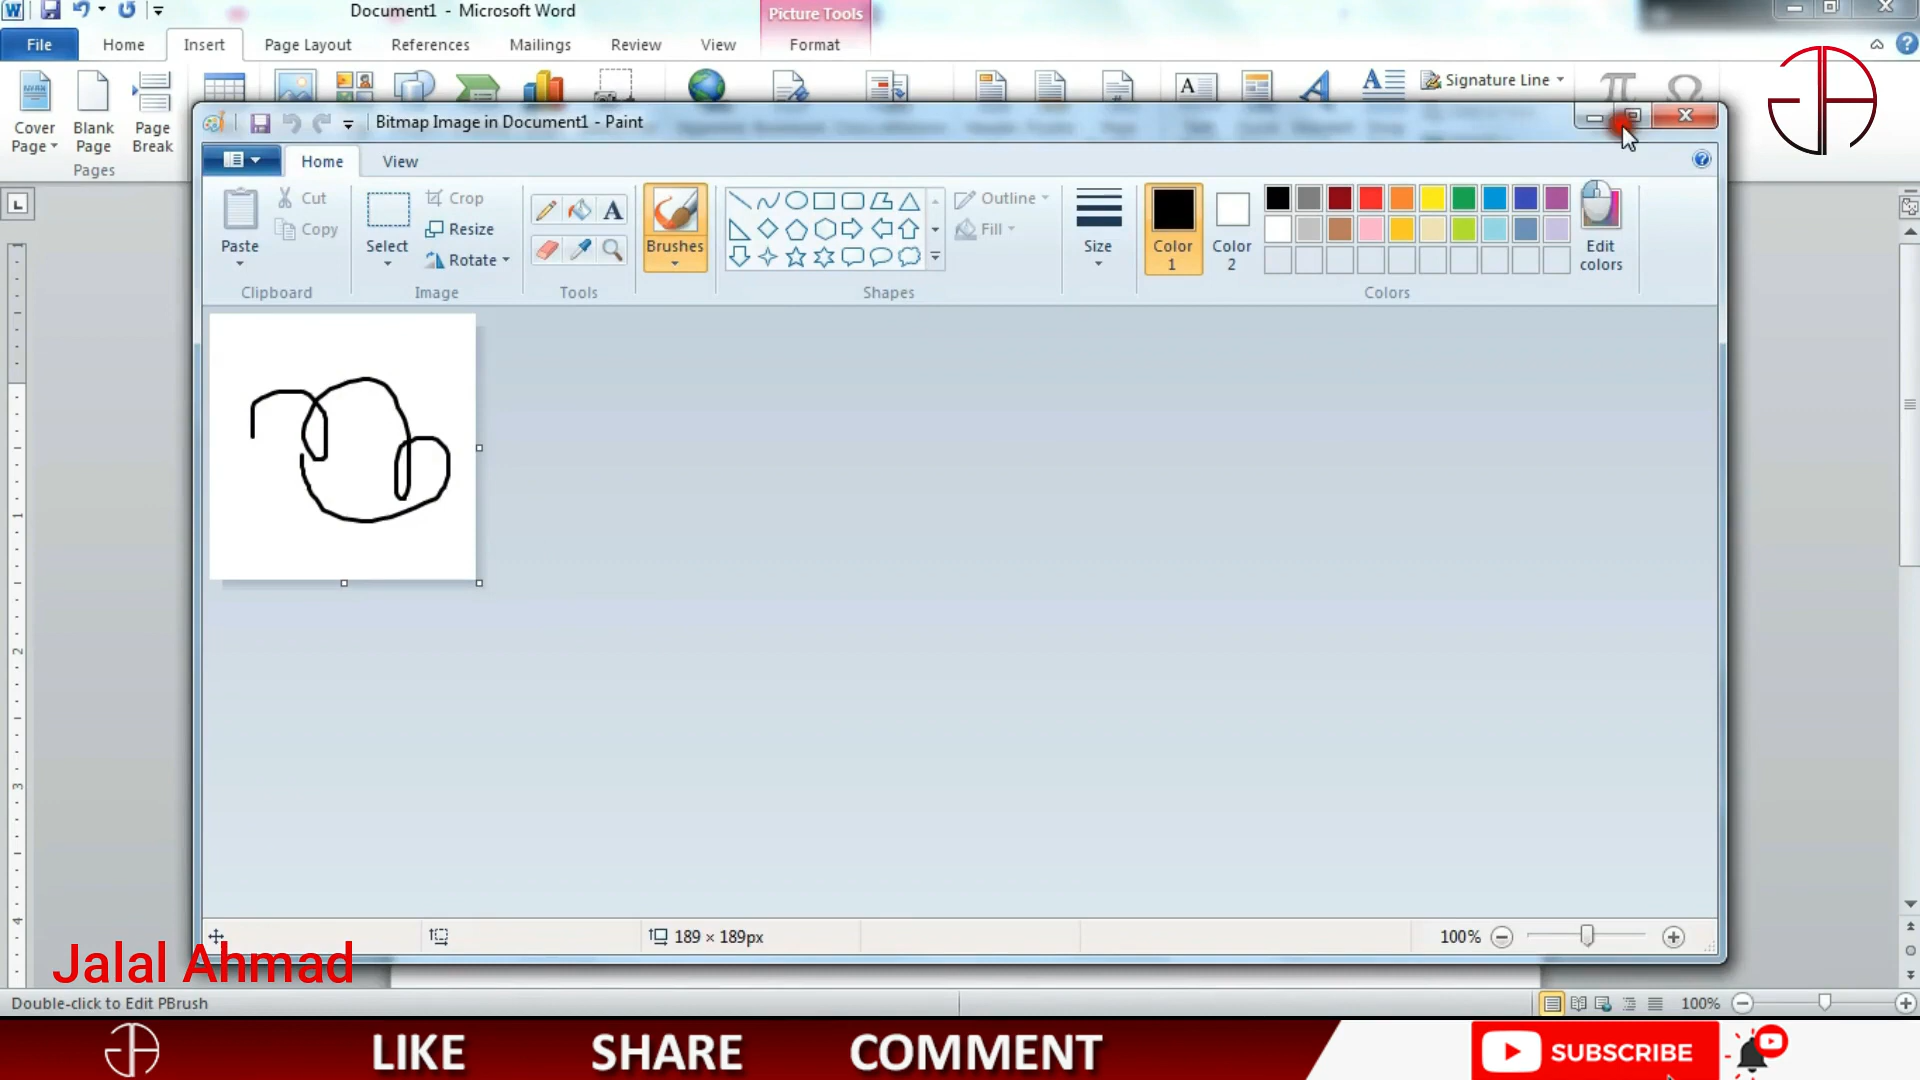 Document1 - Microsoft Word
Picture Tools
File Home Insert Page Layout References Mailings Review View Format
Signature Line
Cover Page
Blank Page
Page Break
Pages
Bitmap Image in Document1 - Paint
Home View
Paste
Cut
Copy
Clipboard
Select
Crop
Resize
Rotate
Image
A
Tools
Brushes
Shapes
Outline
Fill
Size
Color 1
Color 2
Edit colors
Colors
189 × 189px
100%
Jalal Ahmad
Double-click to Edit PBrush
100%
LIKE SHARE COMMENT SUBSCRIBE